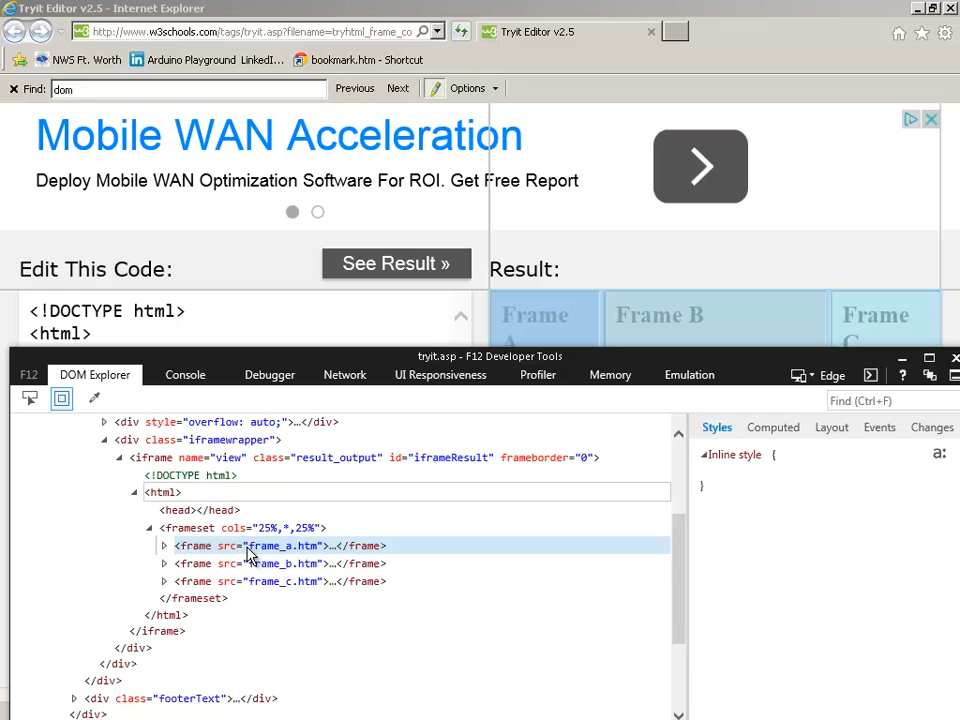 Tryit Editor v2.5 - Internet Explorer
http://www.w3schools.com/tags/tryit.asp?filename=tryhtml_frame_co
Tryit Editor v2.5
NWS Ft. Worth
Arduino Playground LinkedI...
bookmark.htm - Shortcut
Find: dom
Previous
Next
Options
Mobile WAN Acceleration
Deploy Mobile WAN Optimization Software For ROI. Get Free Report
Edit This Code:
See Result »
Result:
<!DOCTYPE html>
<html>
Frame A
Frame B
Frame C
tryit.asp - F12 Developer Tools
F12
DOM Explorer
Console
Debugger
Network
UI Responsiveness
Profiler
Memory
Emulation
Edge
?
Find (Ctrl+F)
<div style="overflow: auto;">…</div>
<div class="iframewrapper">
<iframe name="view" class="result_output" id="iframeResult" frameborder="0">
<!DOCTYPE html>
<html>
<head></head>
<frameset cols="25%,*,25%">
<frame src="frame_a.htm">…</frame>
<frame src="frame_b.htm">…</frame>
<frame src="frame_c.htm">…</frame>
</frameset>
</html>
</iframe>
</div>
</div>
</div>
<div class="footerText">…</div>
</div>
Styles
Computed
Layout
Events
Changes
Inline style {
a:
}